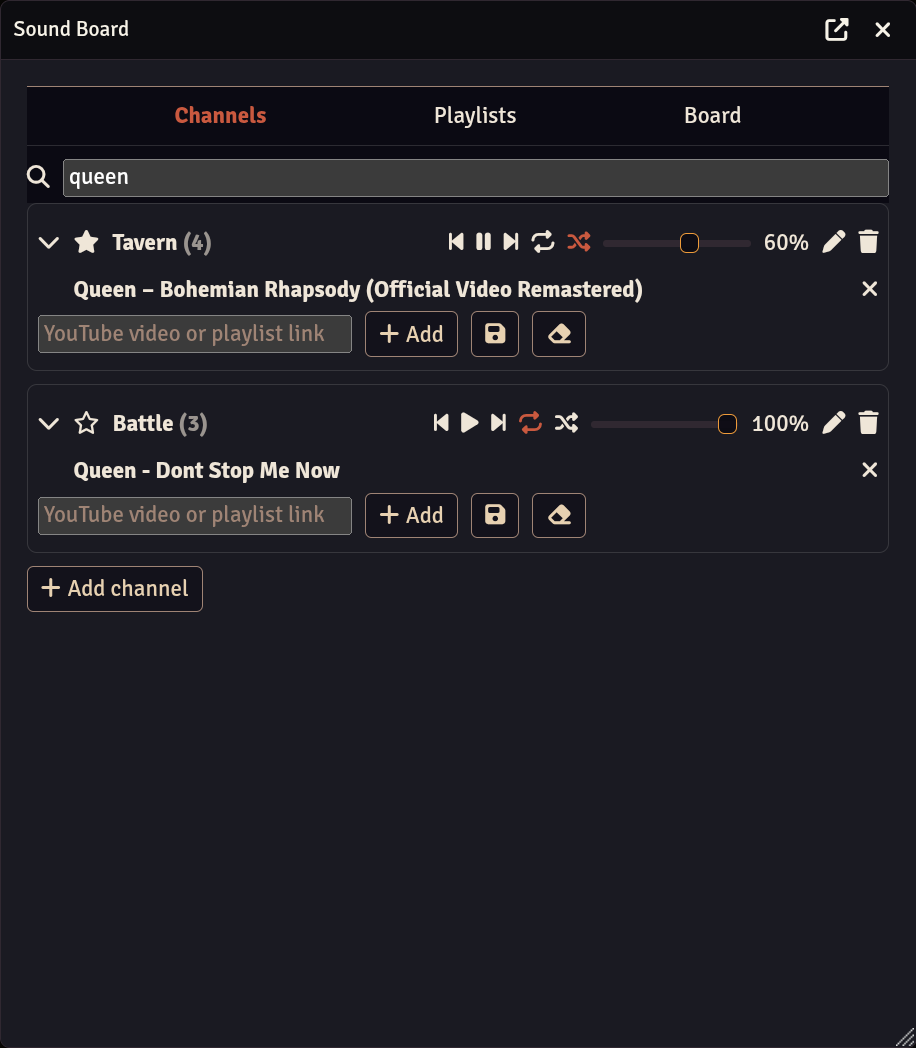 Sound Board
Channels Playlists Board
queen
Tavern (4) 60%
Queen – Bohemian Rhapsody (Official Video Remastered)
YouTube video or playlist link Add
Battle (3) 100%
Queen - Dont Stop Me Now
YouTube video or playlist link Add
Add channel